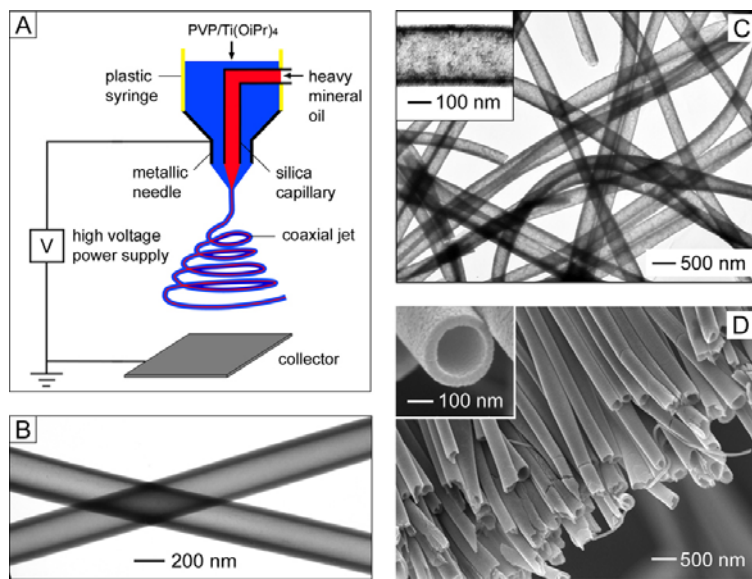 A
PVP/Ti(OiPr)4
plastic
syringe
heavy
mineral
oil
metallic
needle
silica
capillary
V
high voltage
power supply
coaxial jet
collector
B
200 nm
C
100 nm
500 nm
D
100 nm
500 nm